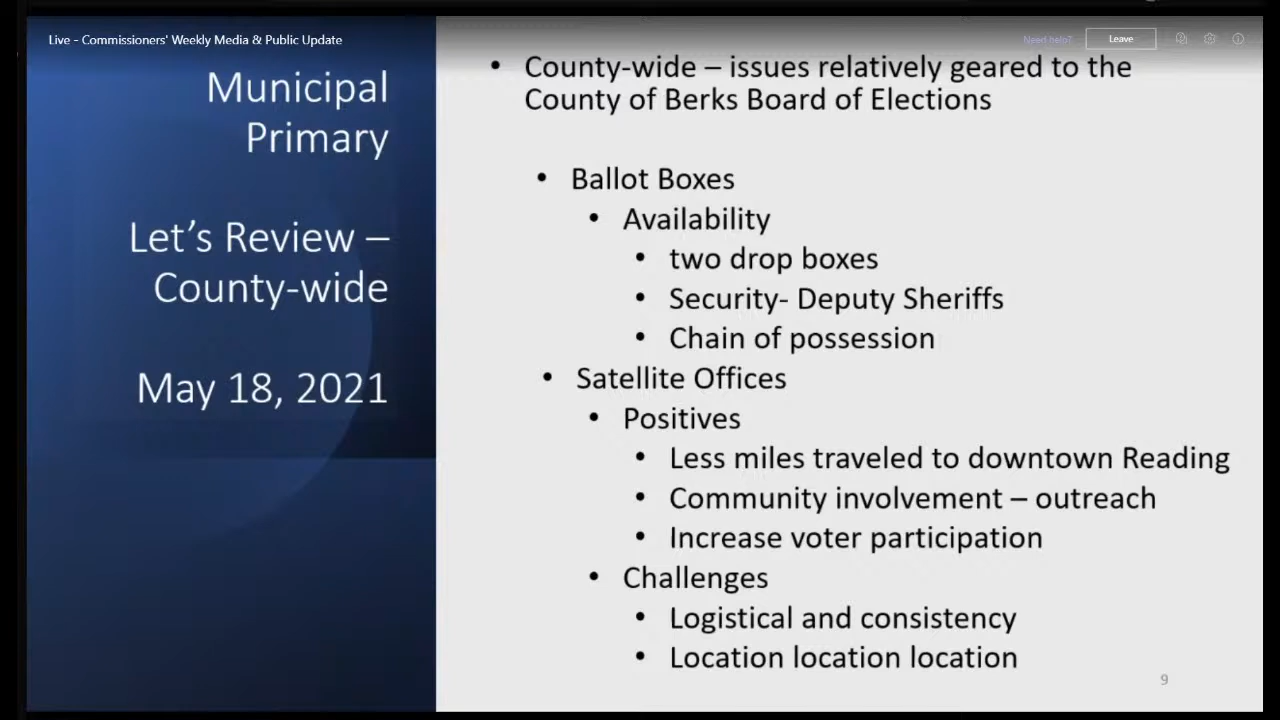 Live - Commissioners' Weekly Media & Public Update
Need help?
Leave
Municipal
Primary
Let's Review –
County-wide
May 18, 2021
• County-wide – issues relatively geared to the
County of Berks Board of Elections
• Ballot Boxes
• Availability
• two drop boxes
• Security- Deputy Sheriffs
• Chain of possession
• Satellite Offices
• Positives
• Less miles traveled to downtown Reading
• Community involvement – outreach
• Increase voter participation
• Challenges
• Logistical and consistency
• Location location location
9